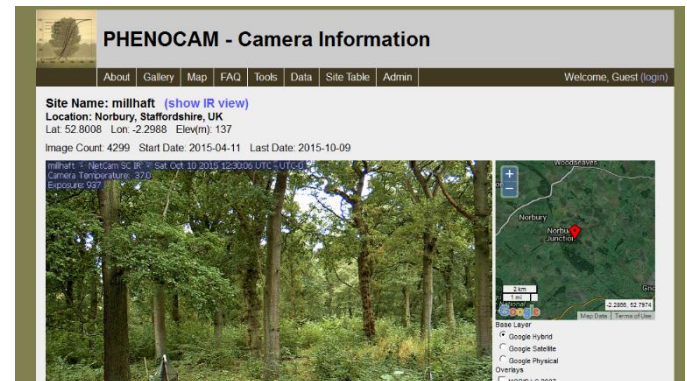 PHENOCAM - Camera Information
About Gallery Map FAQ Tools Data Site Table Admin Welcome, Guest (login)
Site Name: millhaft (show IR view)
Location: Norbury, Staffordshire, UK
Lat: 52.8008 Lon: -2.2988 Elev(m): 137
Image Count: 4299 Start Date: 2015-04-11 Last Date: 2015-10-09
millhaft - NetCam SC IR - Sat Oct 10 2015 12:30:06 UTC - UTC-0
Camera Temperature: 37.0
Exposure: 937
Woodseaves
+
−
Norbury
Norbury
Junction
2 km
1 mi
-2.2866, 52.7974
Map Data Terms of Use
Base Layer
Google Hybrid
Google Satellite
Google Physical
Overlays